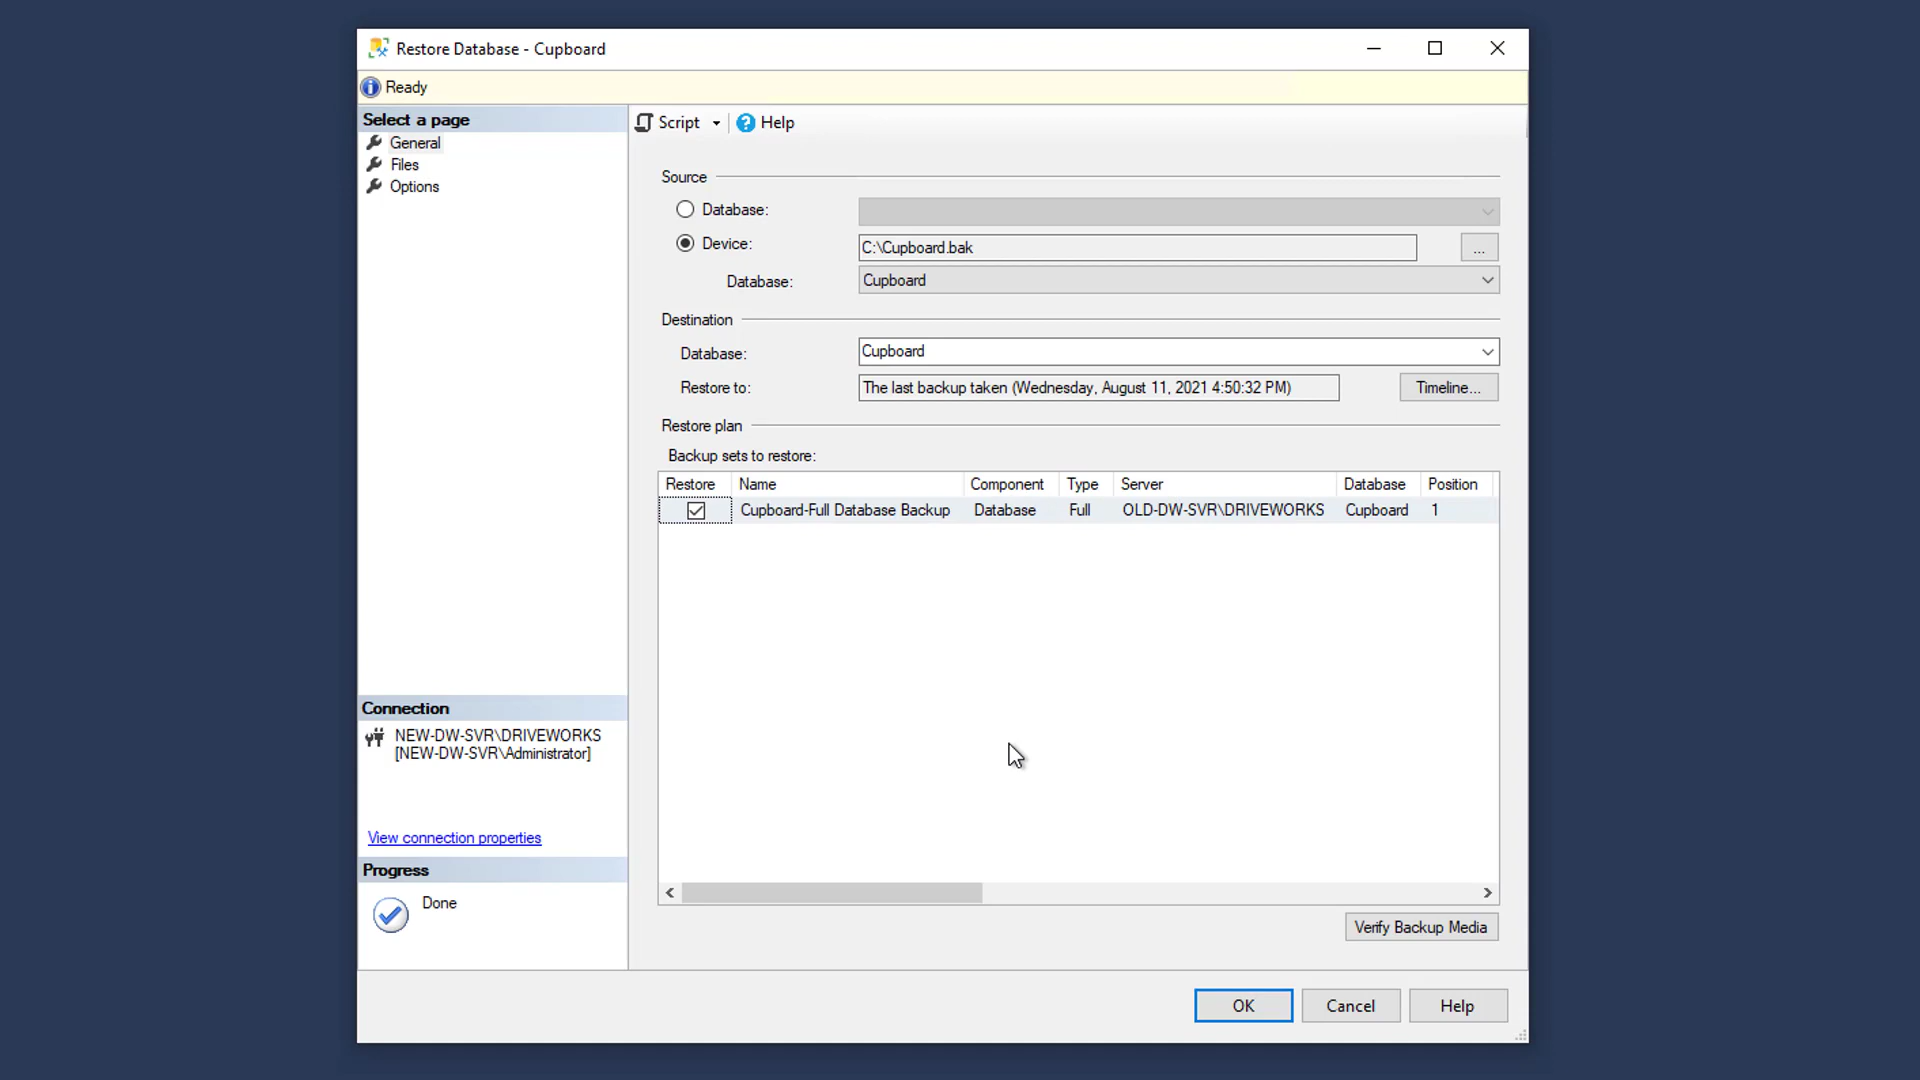 Restore Database - Cupboard
Ready
Select a page
General
Files
Options
Script
Help
Source
Database:
Device:
C:\Cupboard.bak
...
Database:
Cupboard
Destination
Database:
Cupboard
Restore to:
The last backup taken (Wednesday, August 11, 2021 4:50:32 PM)
Timeline...
Restore plan
Backup sets to restore:
Restore Name Component Type Server Database Position
Cupboard-Full Database Backup Database Full OLD-DW-SVR\DRIVEWORKS Cupboard 1
Connection
NEW-DW-SVR\DRIVEWORKS
[NEW-DW-SVR\Administrator]
View connection properties
Progress
Done
Verify Backup Media
OK
Cancel
Help